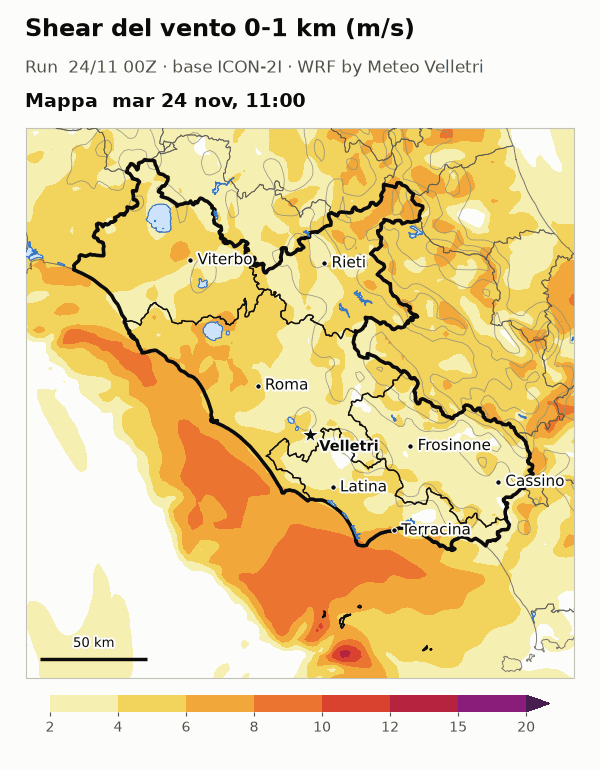 Shear del vento 0-1 km (m/s)
Run  24/11 00Z · base ICON-2I · WRF by Meteo Velletri
Mappa  mar 24 nov, 11:00
Viterbo
Rieti
Roma
Velletri
Frosinone
Cassino
Latina
Terracina
50 km
2 4 6 8 10 12 15 20